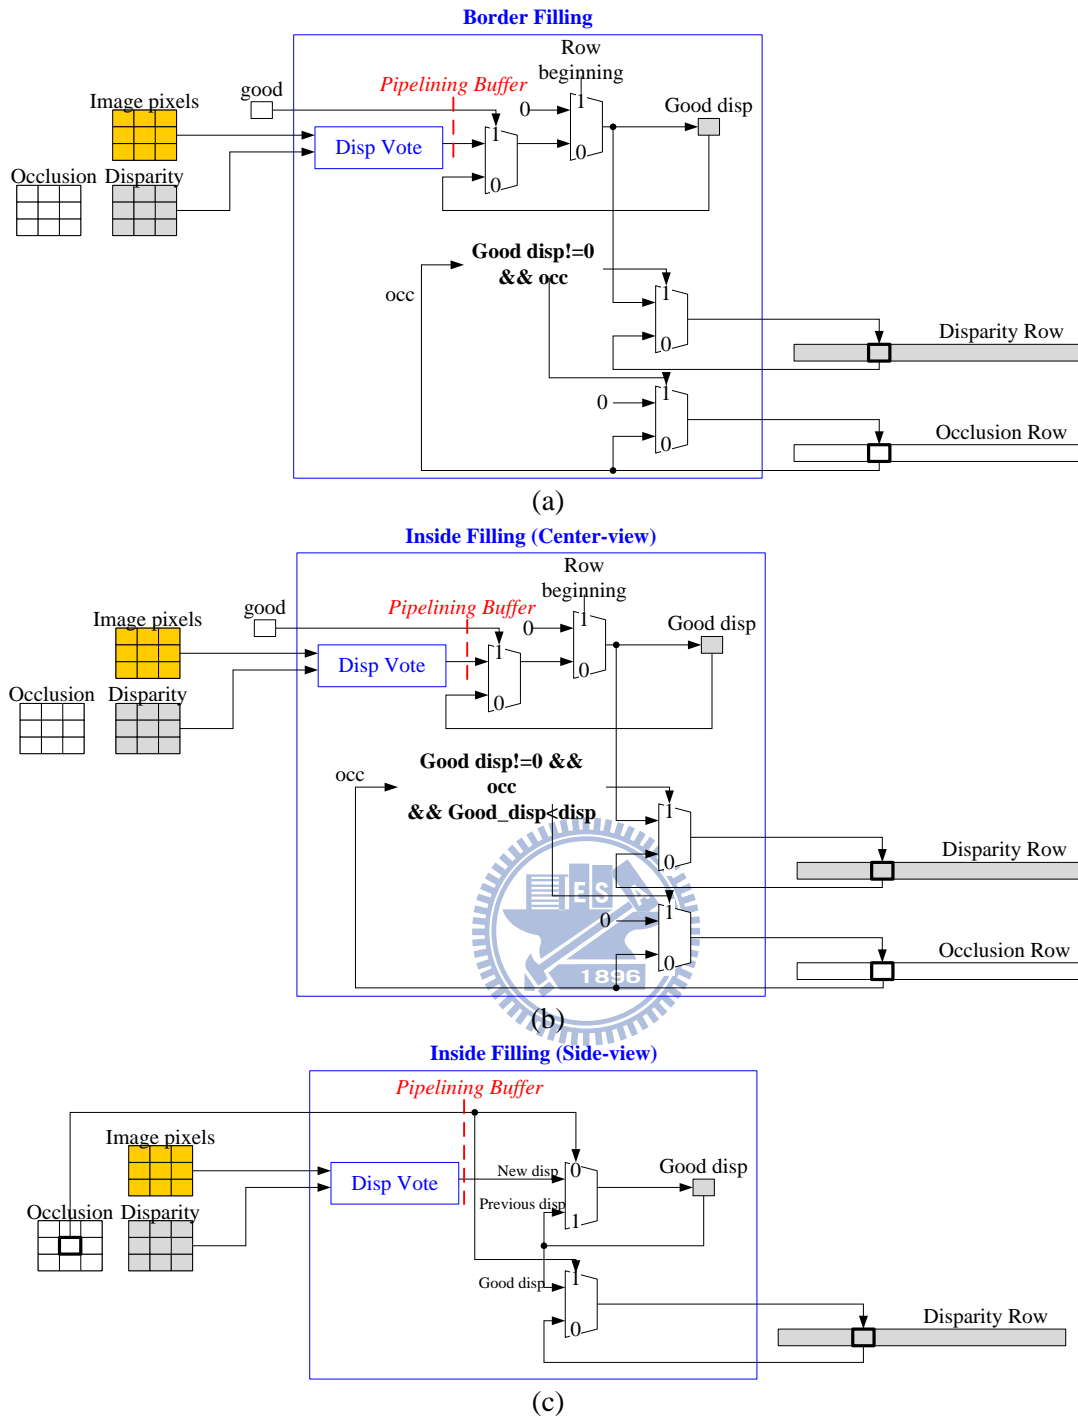 Border Filling
Row
beginning
Pipelining Buffer
good
Image pixels
0
1
Good disp
1
Disp Vote
0
Occlusion
Disparity
0
Good disp!=0
&& occ
occ
1
Disparity Row
0
1
0
Occlusion Row
0
(a)
Inside Filling (Center-view)
Row
beginning
Pipelining Buffer
good
Image pixels
0
1
Good disp
1
Disp Vote
0
Occlusion
Disparity
0
Good disp!=0 &&
occ
occ
&& Good_disp<disp
1
Disparity Row
0
E S
1
0
Occlusion Row
0
1896
(b)
Inside Filling (Side-view)
Pipelining Buffer
Image pixels
0
Good disp
New disp
Disp Vote
Previous disp
Occlusion
Disparity
1
Good disp
1
Disparity Row
0
(c)